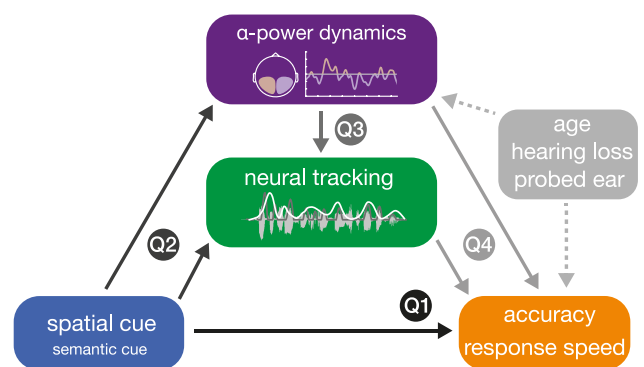 α-power dynamics
Q3
age
hearing loss
probed ear
neural tracking
Q2
Q4
Q1
spatial cue
semantic cue
accuracy
response speed